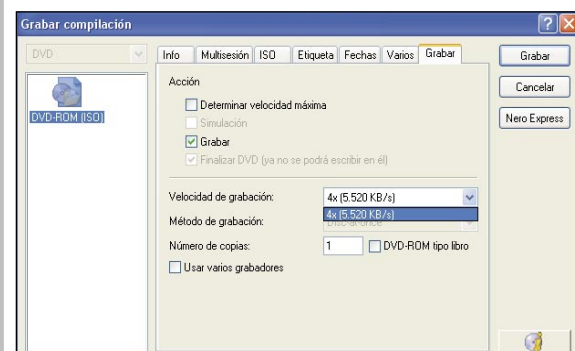 Grabar compilación
DVD
Info Multisesión ISO Etiqueta Fechas Varios Grabar
Grabar
Cancelar
Nero Express
DVD-ROM (ISO)
Acción
Determinar velocidad máxima
Simulación
Grabar
Finalizar DVD (ya no se podrá escribir en él)
Velocidad de grabación: 4x (5.520 KB/s)
4x (5.520 KB/s)
Método de grabación: Disc-at-once
Número de copias: 1 DVD-ROM tipo libro
Usar varios grabadores